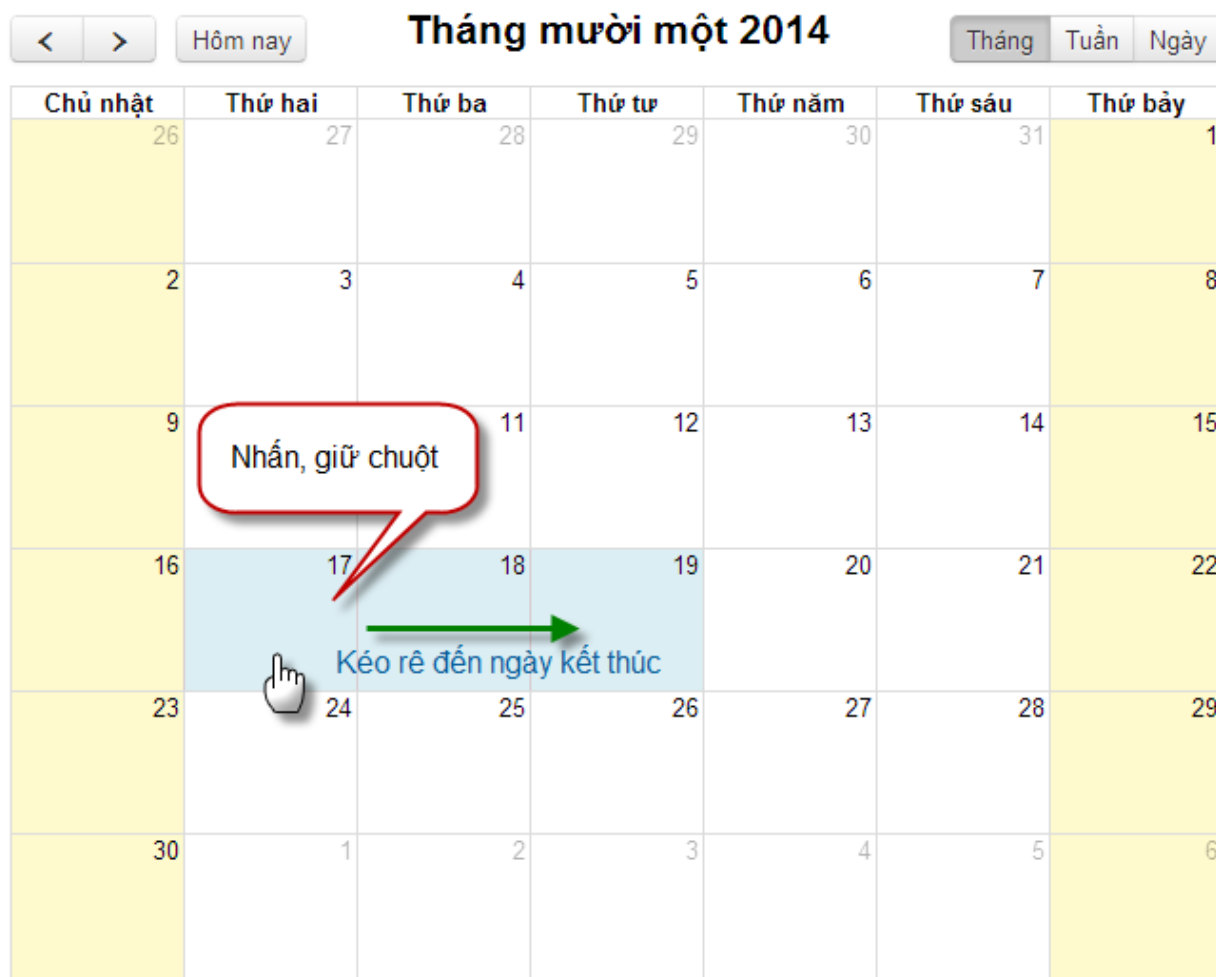 < > Hôm nay Tháng mười một 2014 Tháng Tuần Ngày
Chủ nhật Thứ hai Thứ ba Thứ tư Thứ năm Thứ sáu Thứ bảy
26 27 28 29 30 31 1
2 3 4 5 6 7 8
9 11 12 13 14 15
Nhấn, giữ chuột
16 17 18 19 20 21 22
Kéo rê đến ngày kết thúc
23 24 25 26 27 28 29
30 1 2 3 4 5 6